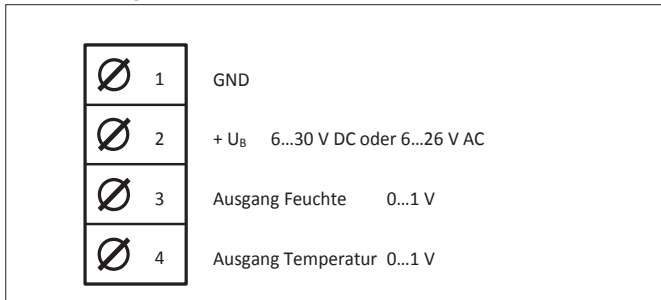 1 GND
2 + UB 6...30 V DC oder 6...26 V AC
3 Ausgang Feuchte 0...1 V
4 Ausgang Temperatur 0...1 V